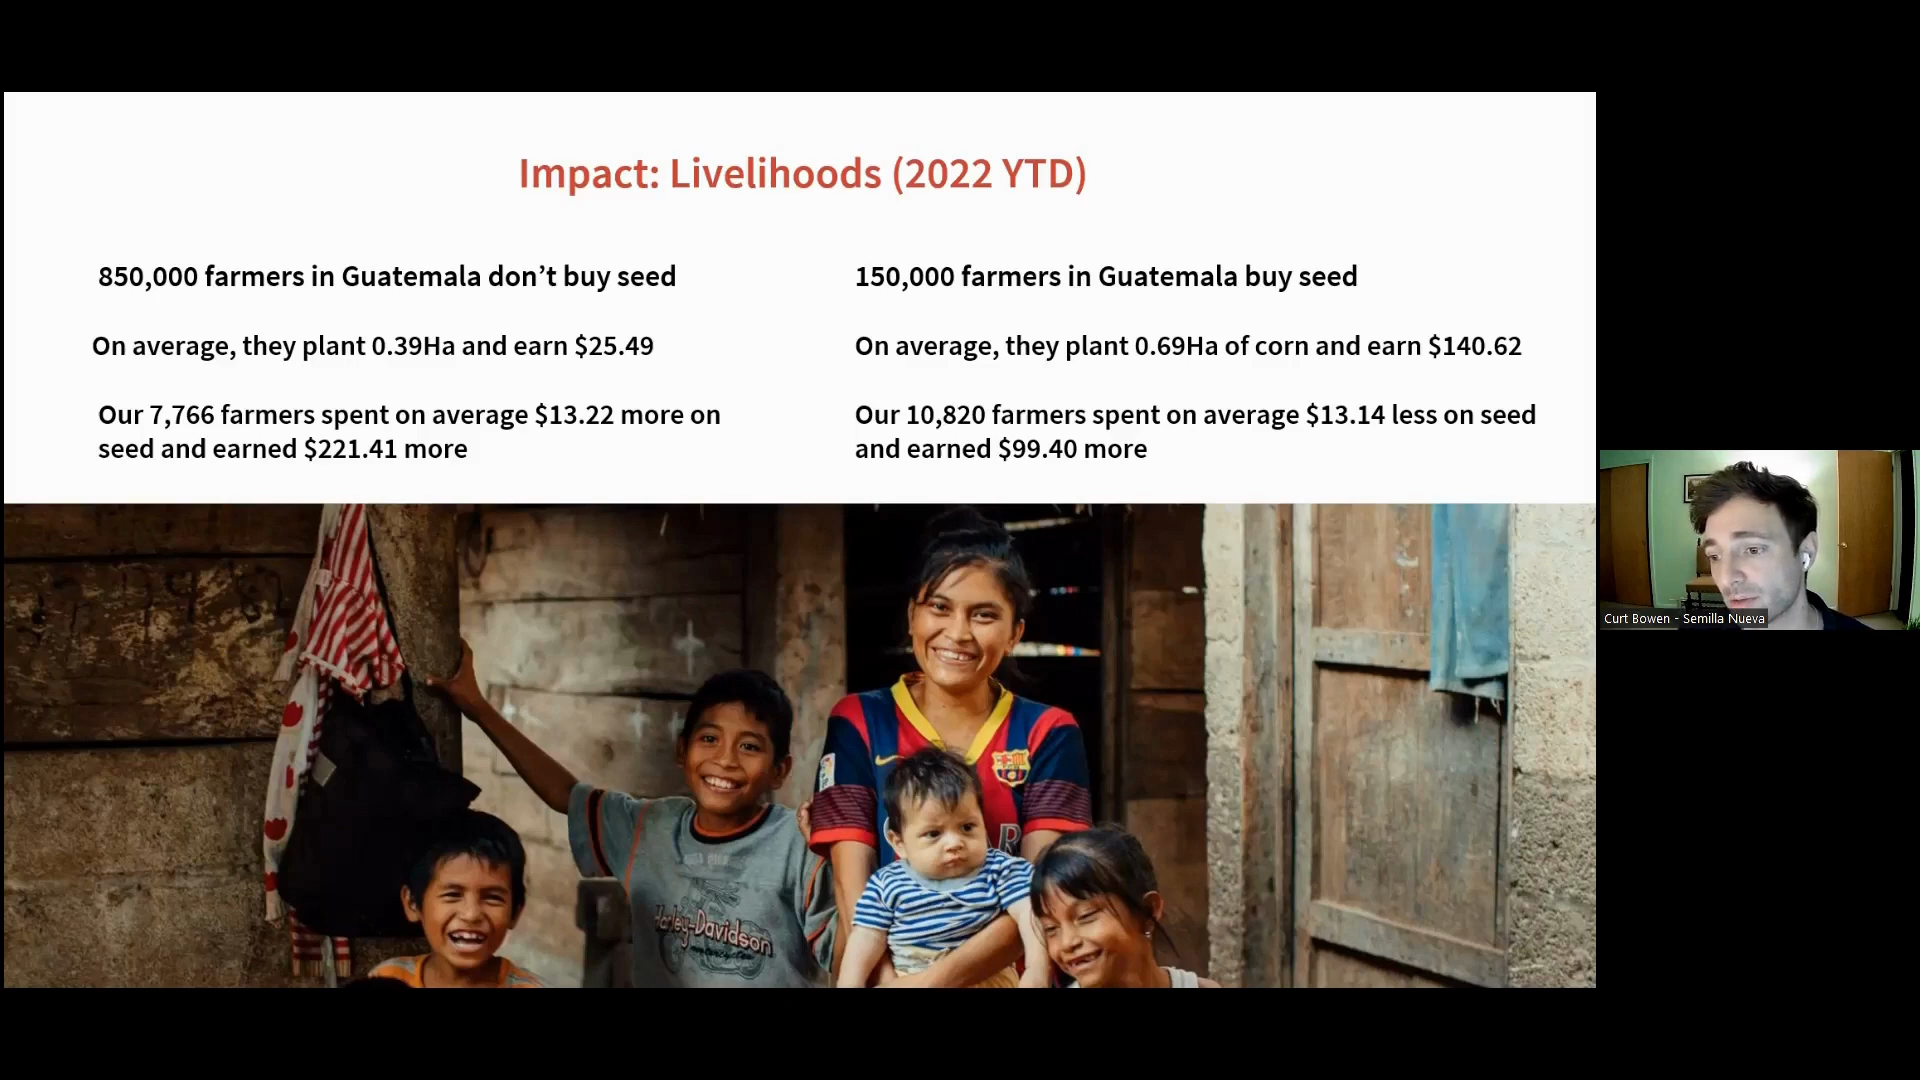 Impact: Livelihoods (2022 YTD)
850,000 farmers in Guatemala don’t buy seed
On average, they plant 0.39Ha and earn $25.49
Our 7,766 farmers spent on average $13.22 more on
seed and earned $221.41 more
150,000 farmers in Guatemala buy seed
On average, they plant 0.69Ha of corn and earn $140.62
Our 10,820 farmers spent on average $13.14 less on seed
and earned $99.40 more
Harley-Davidson
Curt Bowen - Semilla Nueva